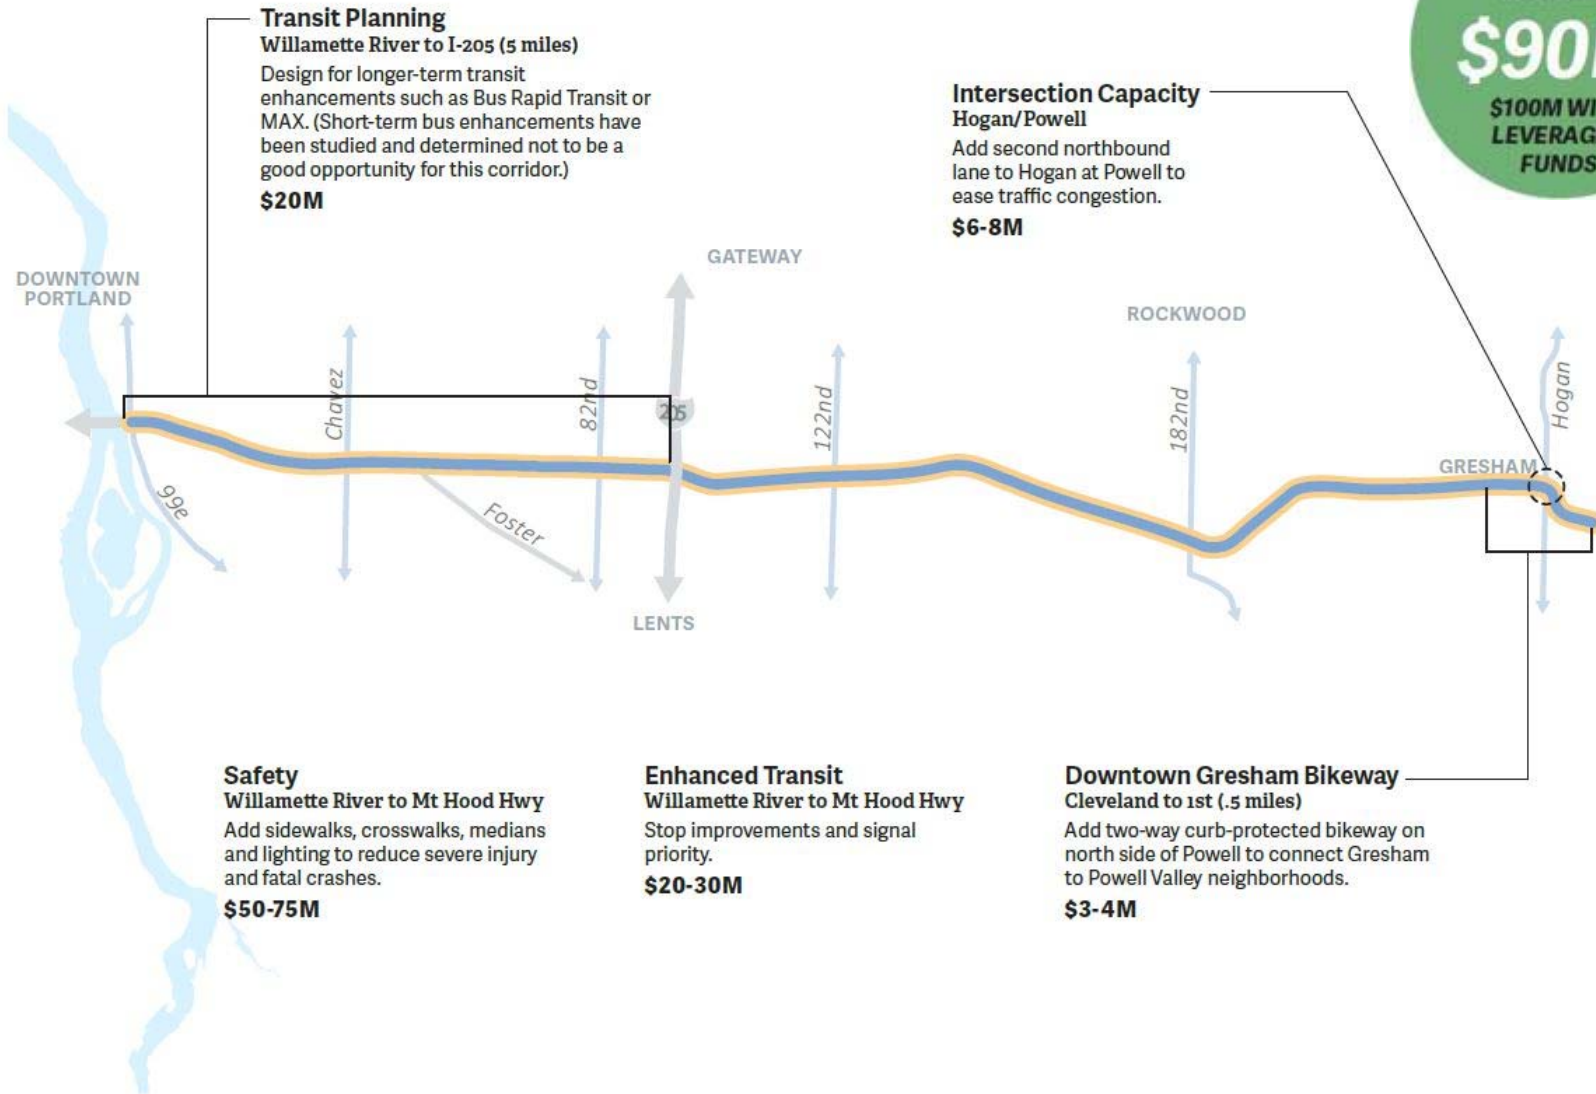 Transit Planning
Willamette River to I-205 (5 miles)
Design for longer-term transit
enhancements such as Bus Rapid Transit or
MAX. (Short-term bus enhancements have
been studied and determined not to be a
good opportunity for this corridor.)
$20M
Intersection Capacity
Hogan/Powell
Add second northbound
lane to Hogan at Powell to
ease traffic congestion.
$6-8M
$90
$100M
FUNDS
DOWNTOWN
PORTLAND
GATEWAY
ROCKWOOD
Chavez
82nd
205
122nd
182nd
Hogan
GRESHAM
99e
Foster
LENTS
Safety
Willamette River to Mt Hood Hwy
Add sidewalks, crosswalks, medians
and lighting to reduce severe injury
and fatal crashes.
$50-75M
Enhanced Transit
Willamette River to Mt Hood Hwy
Stop improvements and signal
priority.
$20-30M
Downtown Gresham Bikeway
Cleveland to 1st (.5 miles)
Add two-way curb-protected bikeway on
north side of Powell to connect Gresham
to Powell Valley neighborhoods.
$3-4M